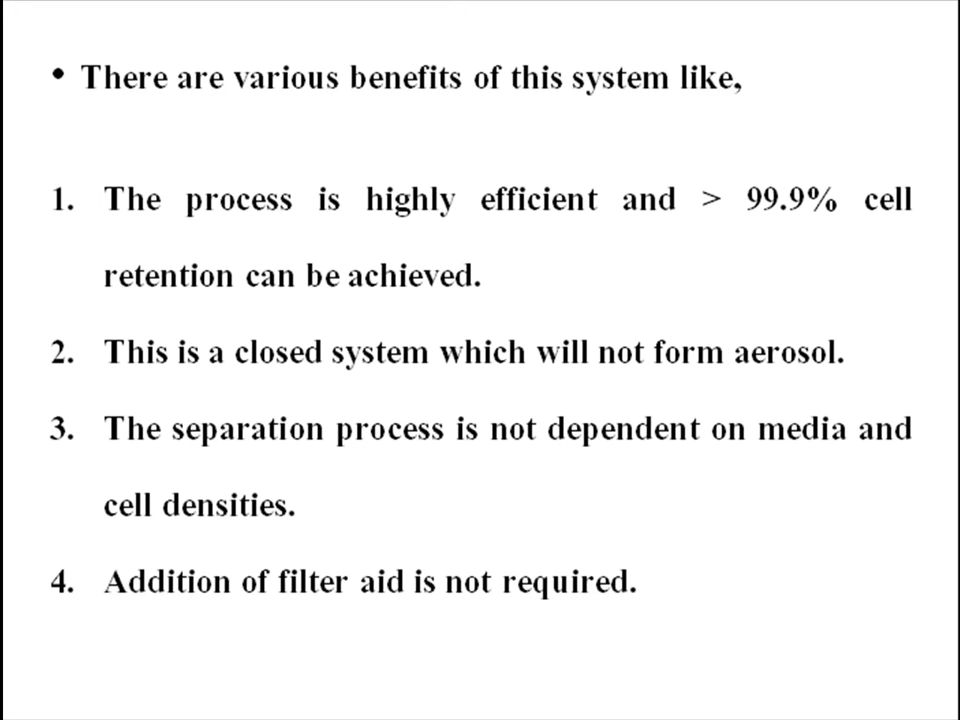 • There are various benefits of this system like,
1. The process is highly efficient and > 99.9% cell
retention can be achieved.
2. This is a closed system which will not form aerosol.
3. The separation process is not dependent on media and
cell densities.
4. Addition of filter aid is not required.